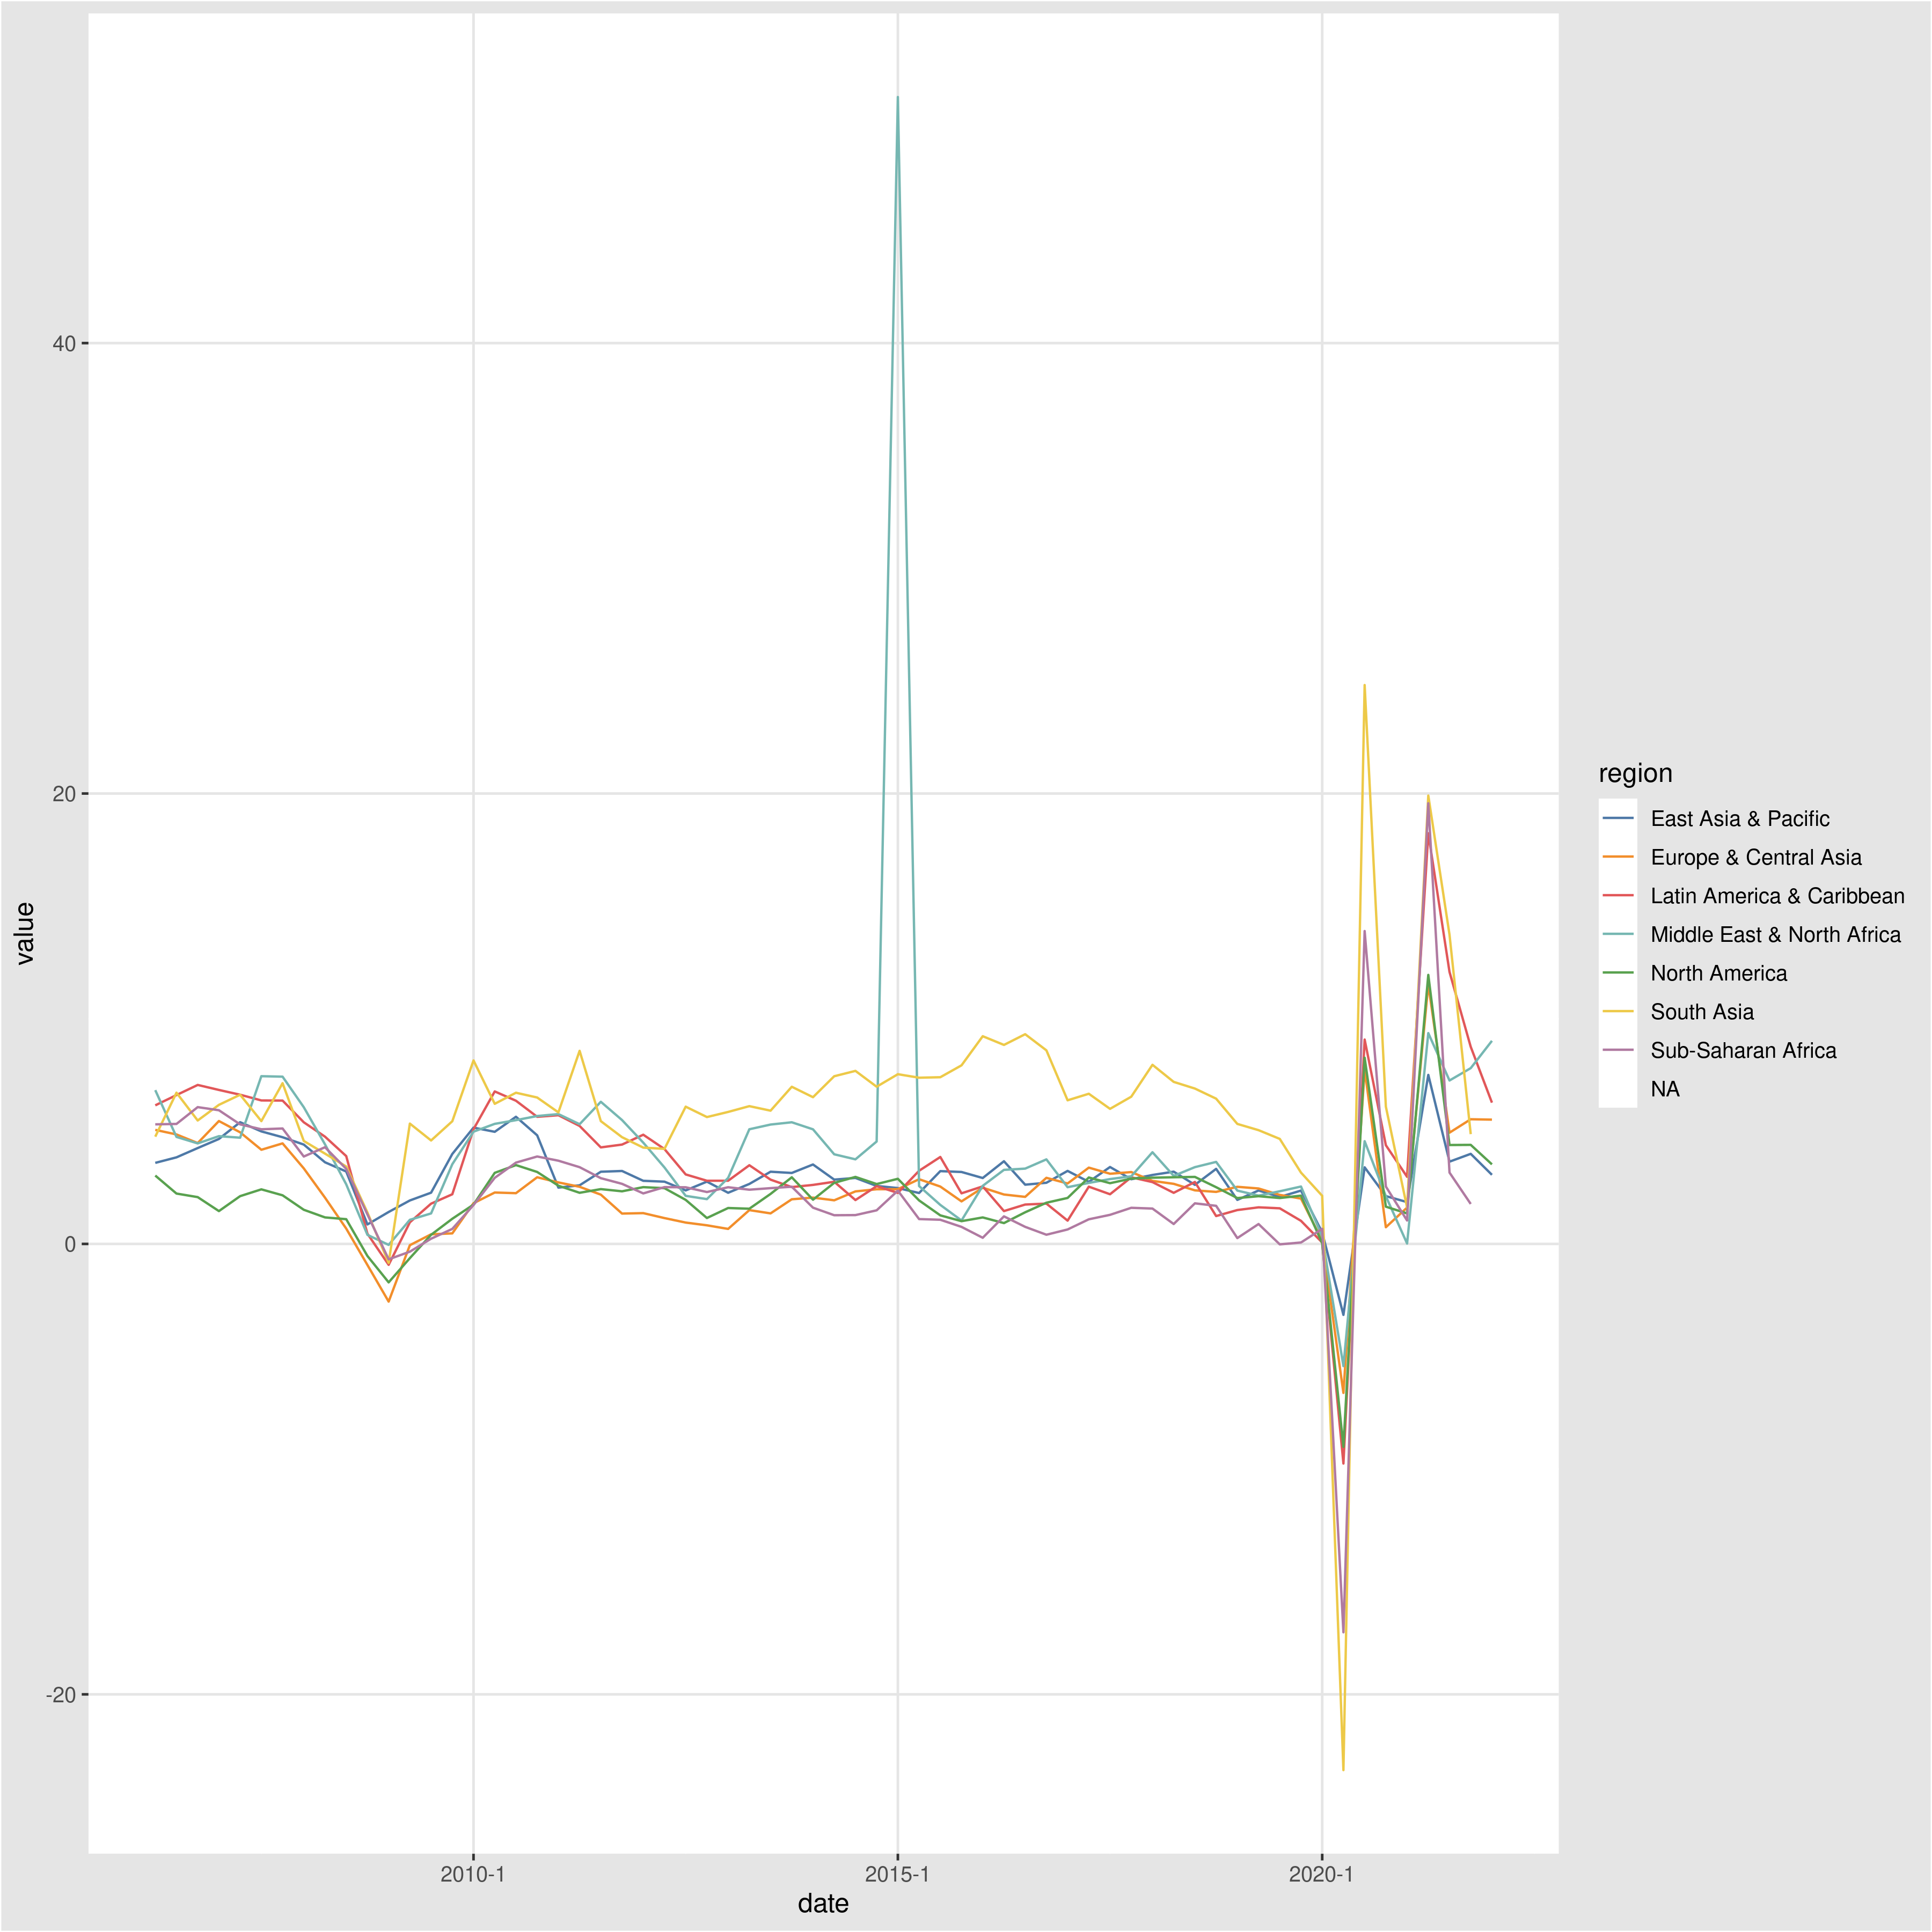 value
40
20
0
-20
2010-1
2015-1
2020-1
date
region
East Asia & Pacific
Europe & Central Asia
Latin America & Caribbean
Middle East & North Africa
North America
South Asia
Sub-Saharan Africa
NA